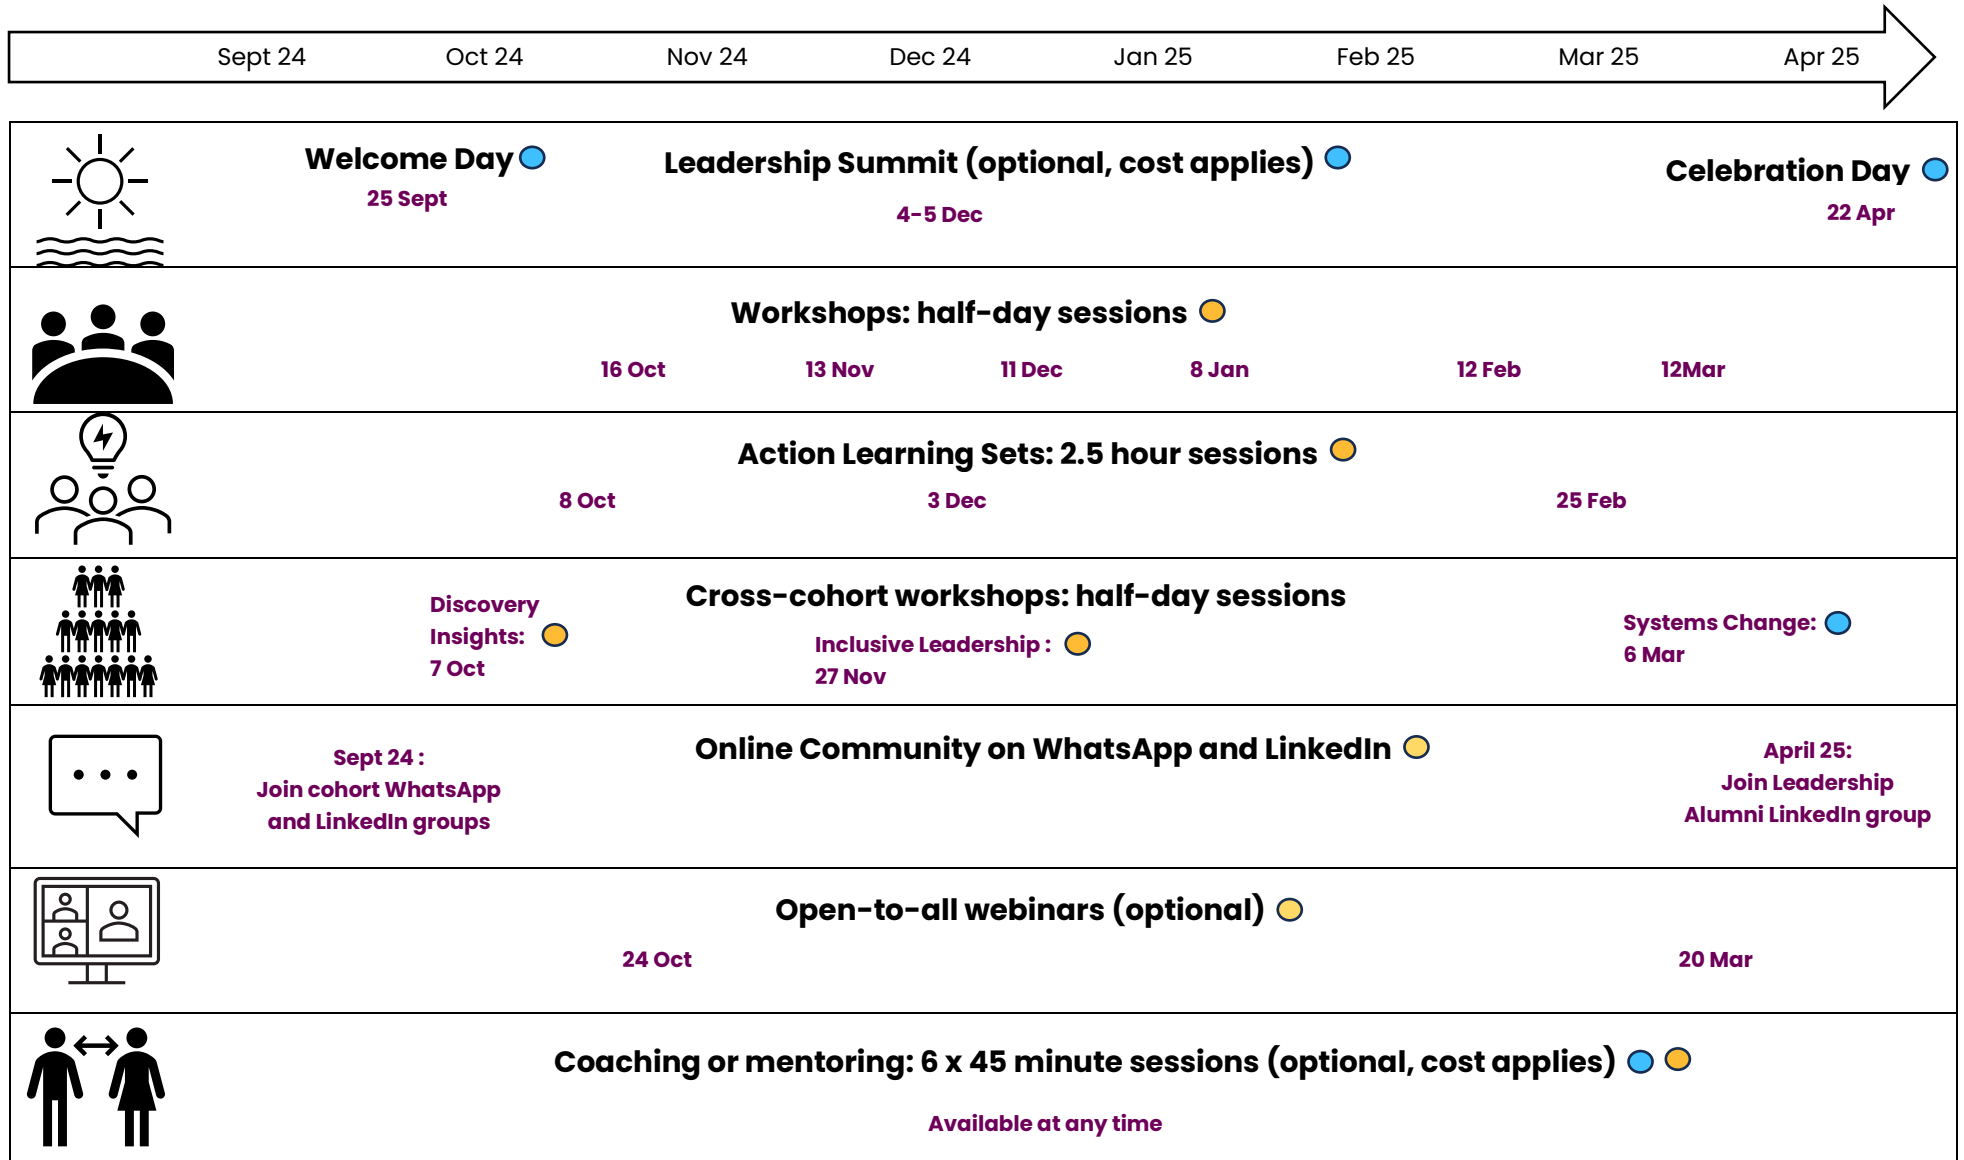 Sept 24 Oct 24 Nov 24 Dec 24 Jan 25 Feb 25 Mar 25 Apr 25
Welcome Day
25 Sept
Leadership Summit (optional, cost applies)
4-5 Dec
Celebration Day
22 Apr
Workshops: half-day sessions
16 Oct 13 Nov 11 Dec 8 Jan 12 Feb 12Mar
Action Learning Sets: 2.5 hour sessions
8 Oct 3 Dec 25 Feb
Cross-cohort workshops: half-day sessions
Discovery
Insights:
7 Oct
Inclusive Leadership :
27 Nov
Systems Change:
6 Mar
Online Community on WhatsApp and LinkedIn
Sept 24 :
Join cohort WhatsApp
and LinkedIn groups
April 25:
Join Leadership
Alumni LinkedIn group
Open-to-all webinars (optional)
24 Oct 20 Mar
Coaching or mentoring: 6 x 45 minute sessions (optional, cost applies)
Available at any time